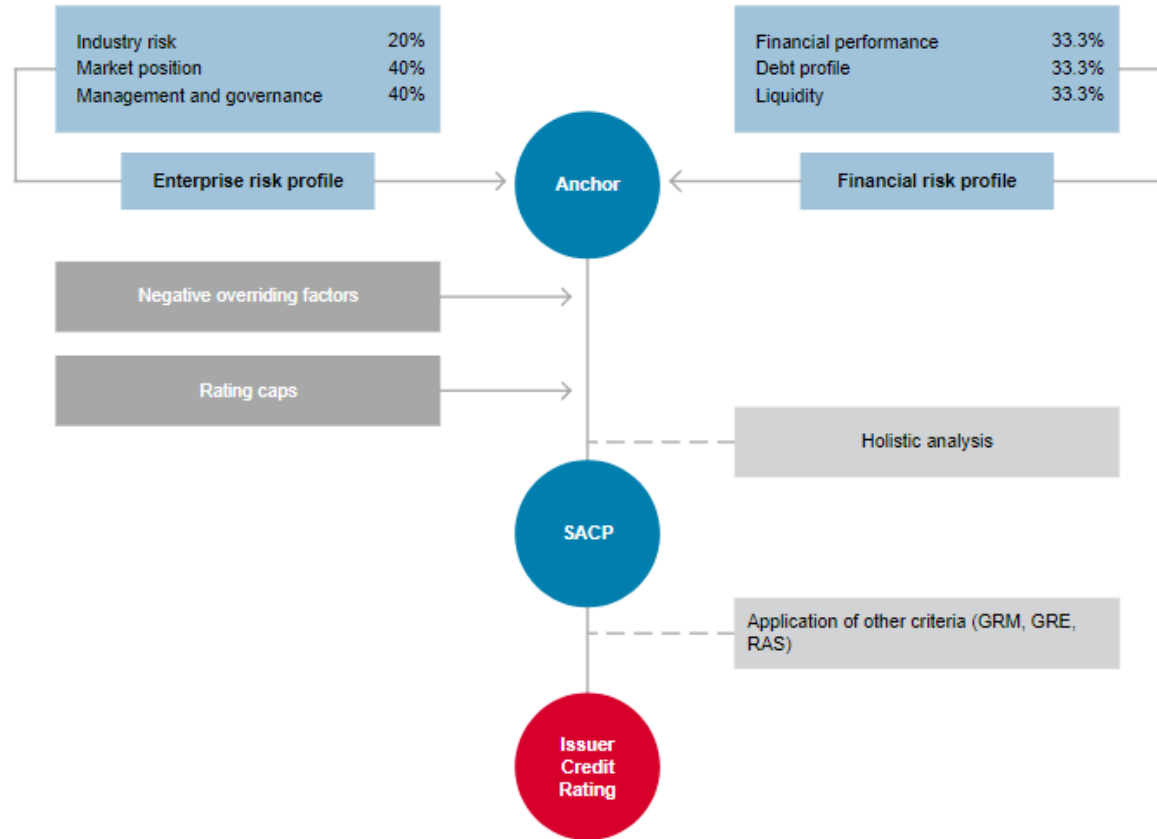 Industry risk 20%
Market position 40%
Management and governance 40%
Financial performance 33.3%
Debt profile 33.3%
Liquidity 33.3%
Enterprise risk profile
Anchor
Financial risk profile
Negative overriding factors
Rating caps
Holistic analysis
SACP
Application of other criteria (GRM, GRE,
RAS)
Issuer
Credit
Rating